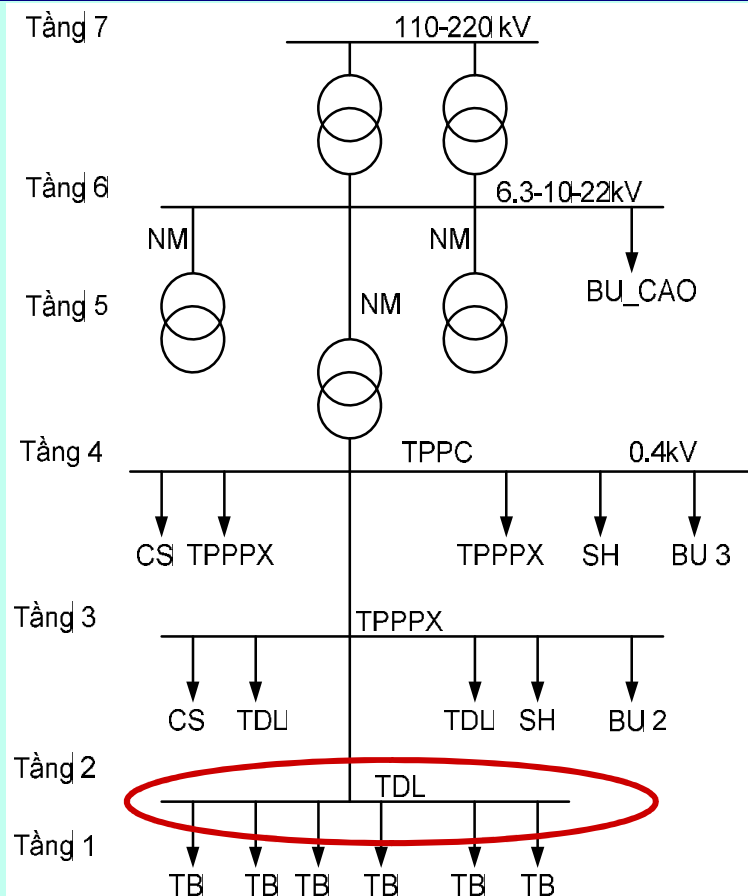 Tầng 7 110-220 kV
Tầng 6 6.3-10-22kV
NM NM
BU_CAO
Tầng 5 NM
Tầng 4 TPPC 0.4kV
CS TPPPX TPPPX SH BU 3
Tầng 3 TPPPX
CS TDL TDL SH BU 2
Tầng 2 TDL
Tầng 1
TB TB TB TB TB TB